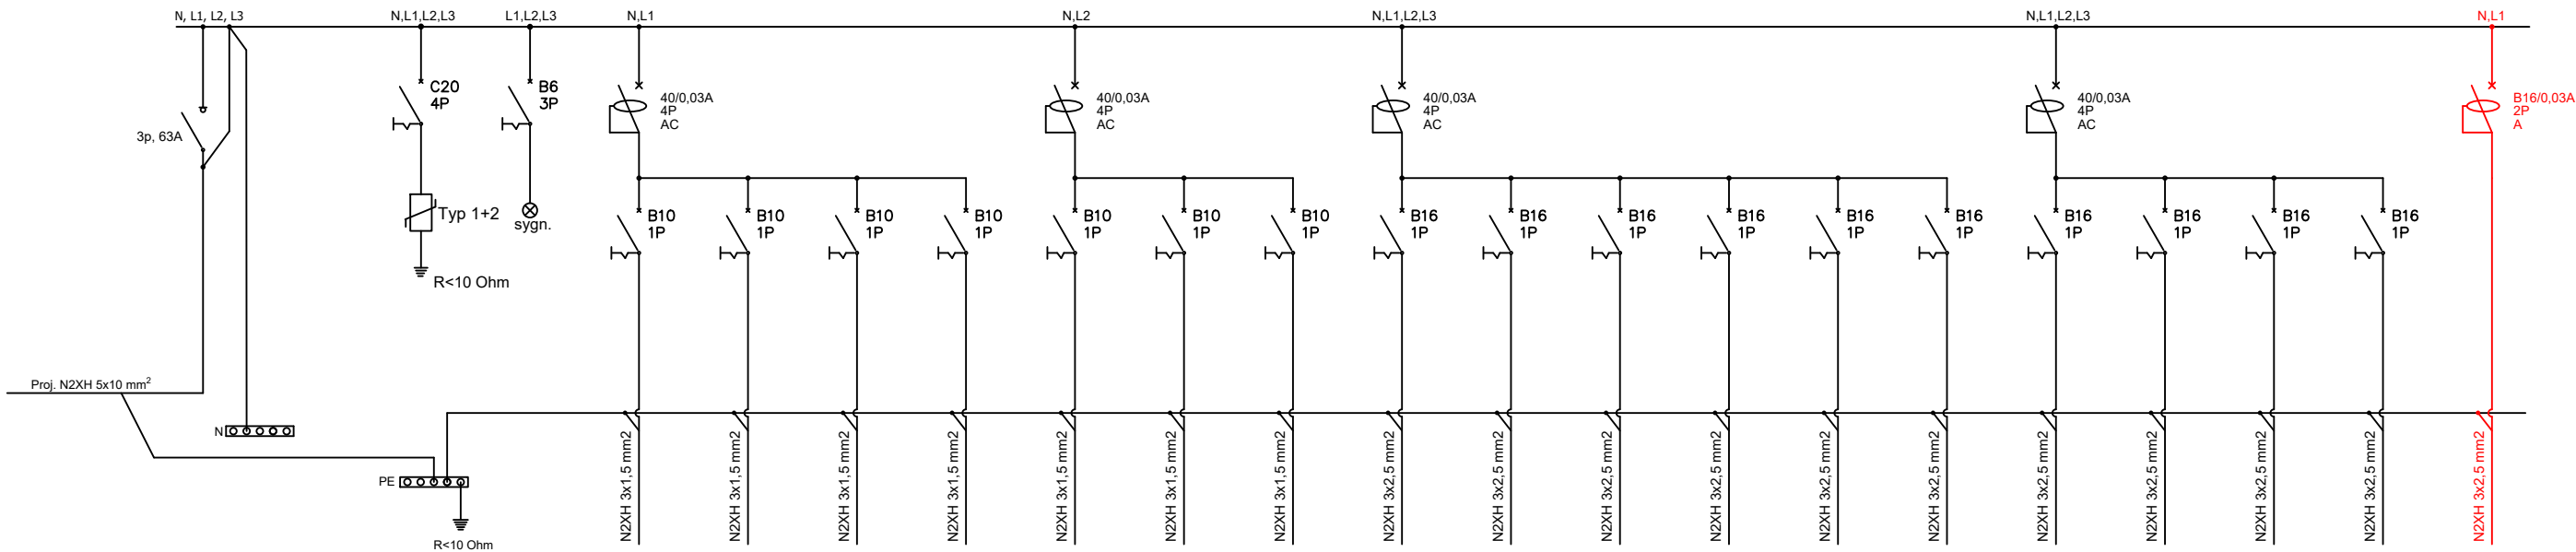 N, L1, L2, L3
N,L1,L2,L3
L1,L2,L3
N,L1
N,L2
N,L1,L2,L3
N,L1,L2,L3
N,L1
3p, 63A
C20
4P
B6
3P
40/0,03A
4P
AC
40/0,03A
4P
AC
40/0,03A
4P
AC
40/0,03A
4P
AC
B16/0,03A
2P
A
Typ 1+2
sygn.
R<10 Ohm
B10
1P
B10
1P
B10
1P
B10
1P
B10
1P
B10
1P
B10
1P
B16
1P
B16
1P
B16
1P
B16
1P
B16
1P
B16
1P
B16
1P
B16
1P
B16
1P
B16
1P
Proj. N2XH 5x10 mm²
N
PE
R<10 Ohm
N2XH 3x1,5 mm2
N2XH 3x1,5 mm2
N2XH 3x1,5 mm2
N2XH 3x1,5 mm2
N2XH 3x1,5 mm2
N2XH 3x1,5 mm2
N2XH 3x1,5 mm2
N2XH 3x2,5 mm2
N2XH 3x2,5 mm2
N2XH 3x2,5 mm2
N2XH 3x2,5 mm2
N2XH 3x2,5 mm2
N2XH 3x2,5 mm2
N2XH 3x2,5 mm2
N2XH 3x2,5 mm2
N2XH 3x2,5 mm2
N2XH 3x2,5 mm2
N2XH 3x2,5 mm2